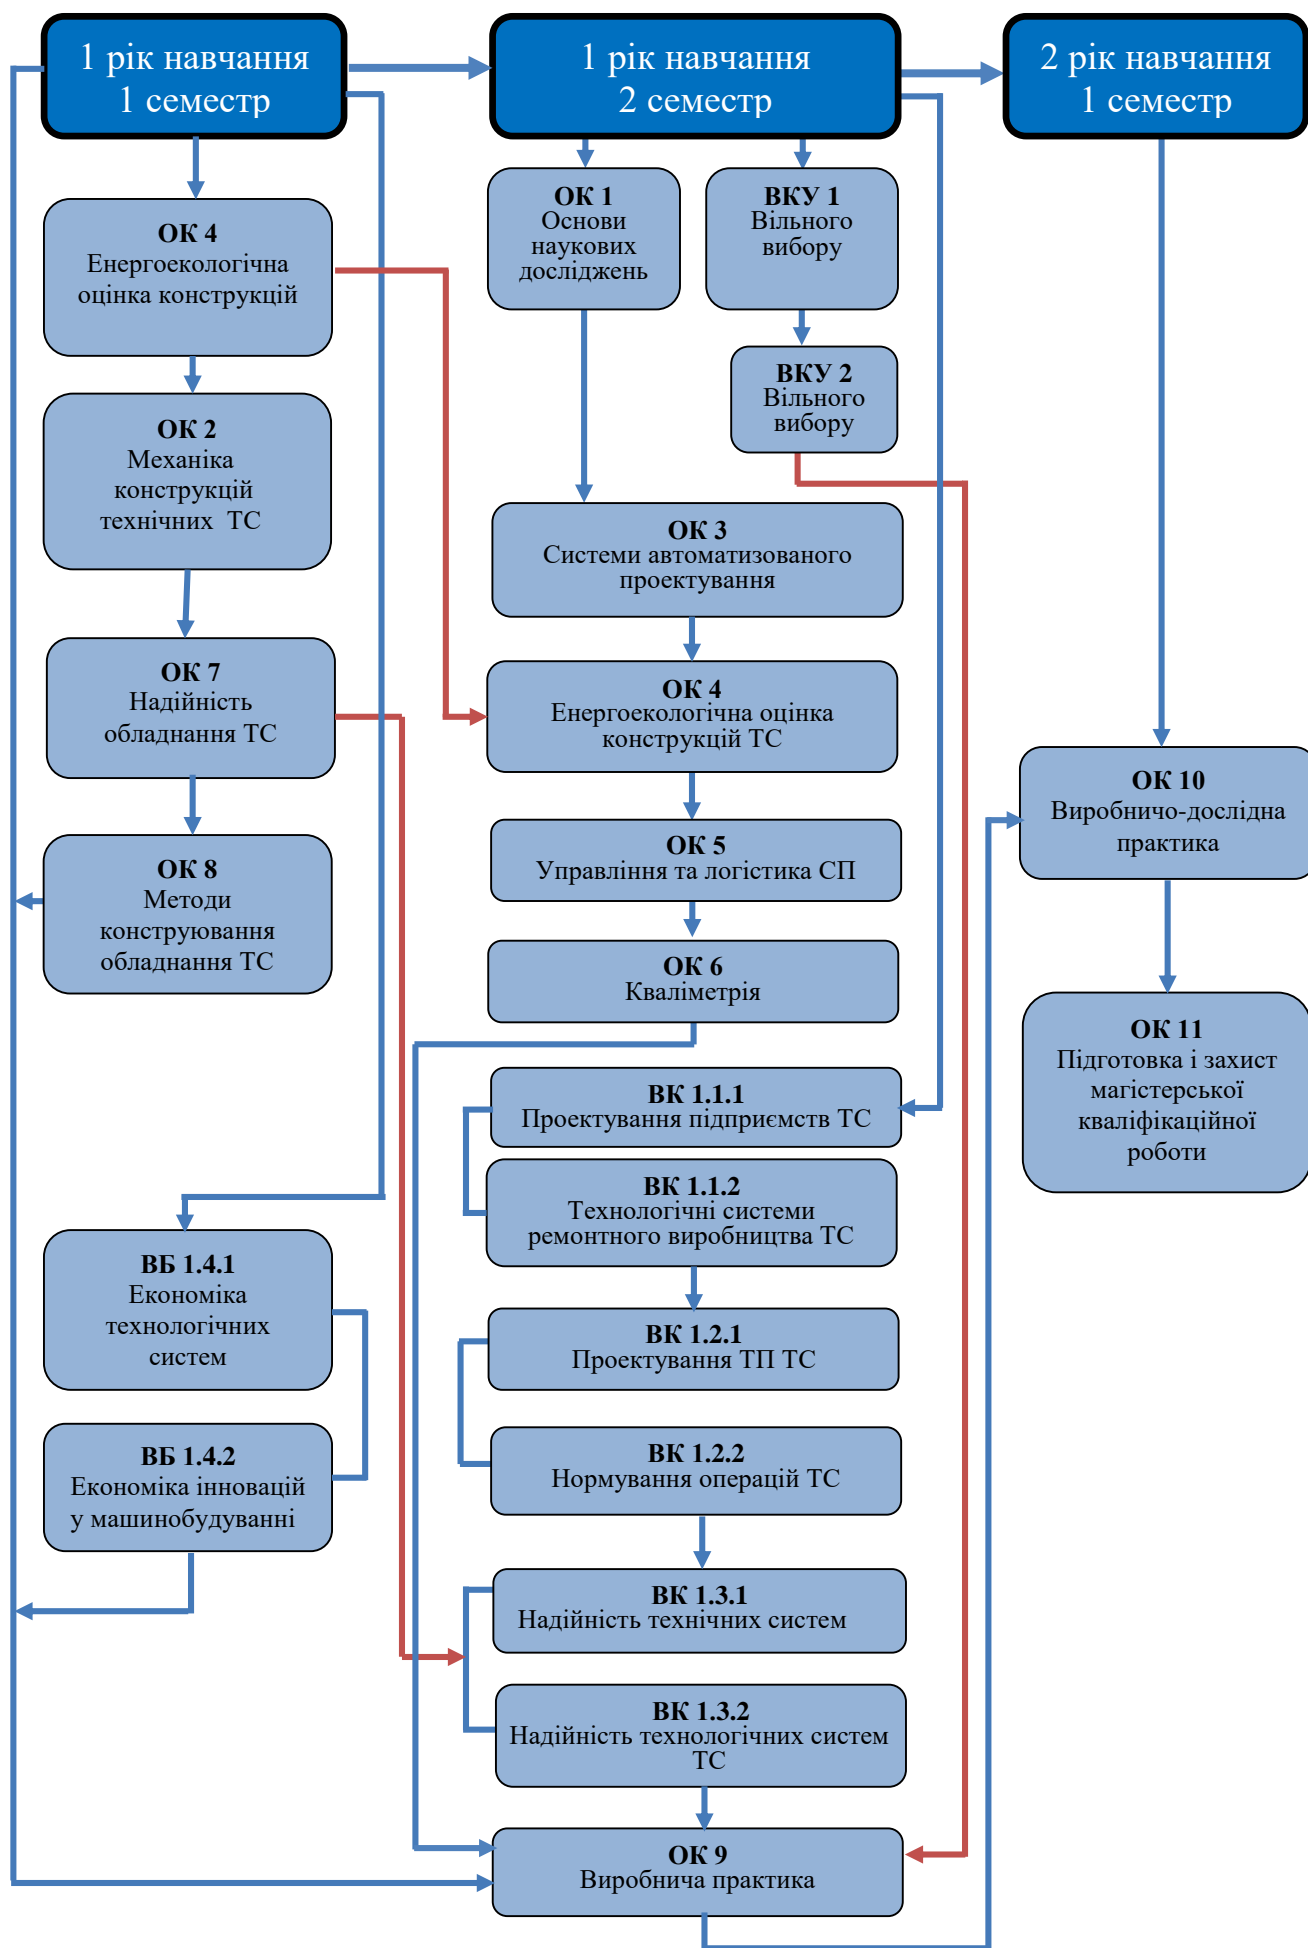 1 рік навчання
1 семестр
ОК 4
Енергоекологічна
оцінка конструкцій
ОК 2
Механіка
конструкцій
технічних ТС
ОК 7
Надійність
обладнання ТС
ОК 8
Методи
конструювання
обладнання ТС
ВБ 1.4.1
Економіка
технологічних
систем
ВБ 1.4.2
Економіка інновацій
у машинобудуванні
1 рік навчання
2 семестр
ОК 1
Основи
наукових
досліджень
ВКУ 1
Вільного
вибору
ВКУ 2
Вільного
вибору
ОК 3
Системи автоматизованого
проектування
ОК 4
Енергоекологічна оцінка
конструкцій ТС
ОК 5
Управління та логістика СП
ОК 6
Кваліметрія
ВК 1.1.1
Проектування підприємств ТС
ВК 1.1.2
Технологічні системи
ремонтного виробництва ТС
ВК 1.2.1
Проектування ТП ТС
ВК 1.2.2
Нормування операцій ТС
ВК 1.3.1
Надійність технічних систем
ВК 1.3.2
Надійність технологічних систем
ТС
ОК 9
Виробнича практика
2 рік навчання
1 семестр
ОК 10
Виробничо-дослідна
практика
ОК 11
Підготовка і захист
магістерської
кваліфікаційної
роботи